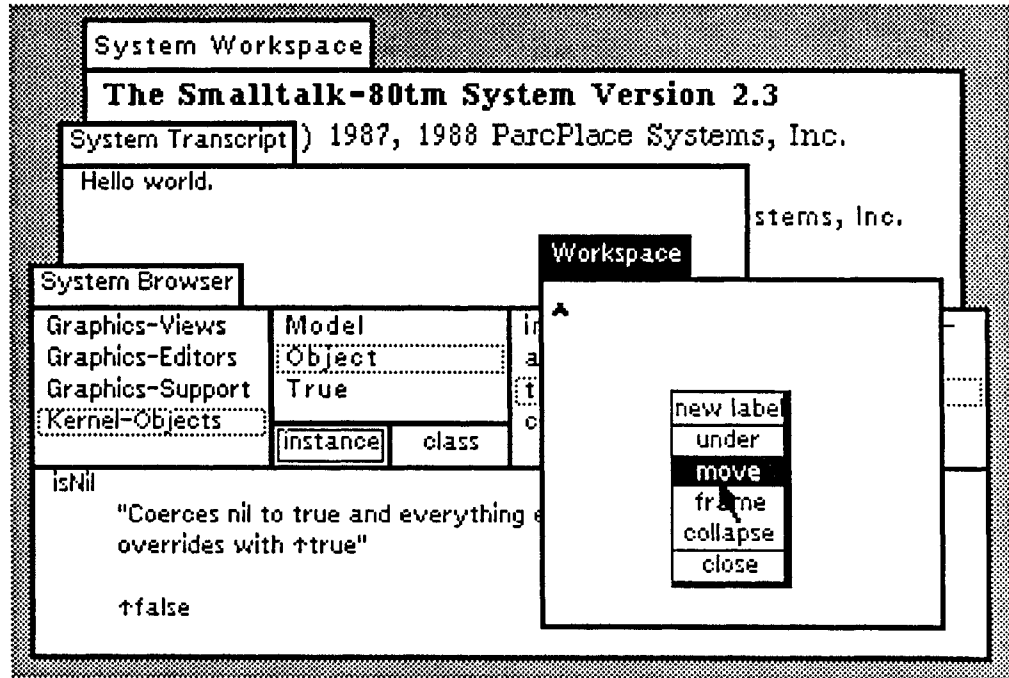 System Workspace
The Smalltalk-80tm System Version 2.3
System Transcript ) 1987, 1988 ParcPlace Systems, Inc.
Hello world.
stems, Inc.
Workspace
System Browser
Graphics-Views
Graphics-Editors
Graphics-Support
Kernel-Objects
Model
Object
True
instance class
new label
under
move
frame
collapse
close
isNil
"Coerces nil to true and everything
overrides with ↑true"
↑false